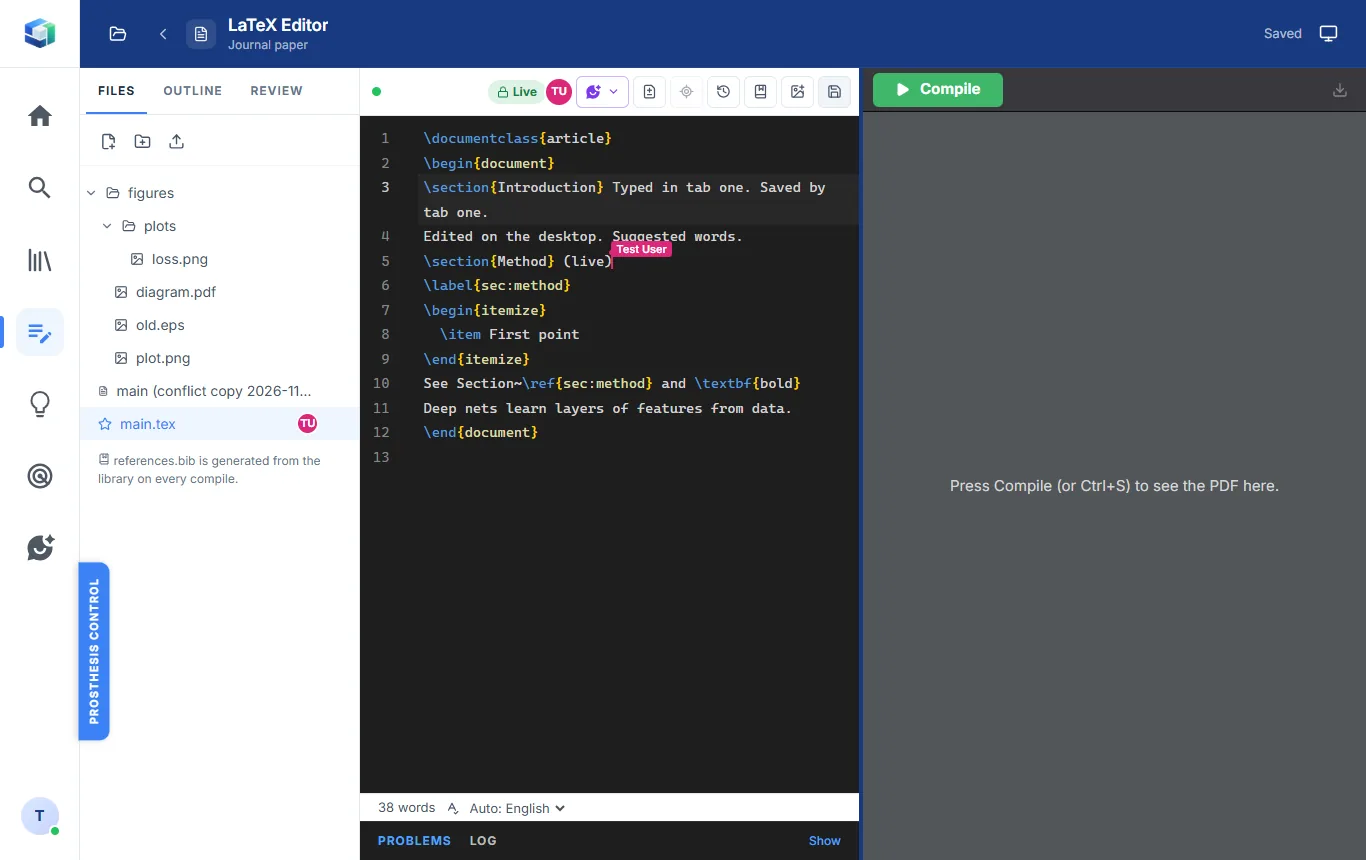 LaTeX Editor
Journal paper
Saved
FILES OUTLINE REVIEW
Live TU
Compile
figures
plots
loss.png
diagram.pdf
old.eps
plot.png
main (conflict copy 2026-11...
main.tex TU
references.bib is generated from the
library on every compile.
1 \documentclass{article}
2 \begin{document}
3 \section{Introduction} Typed in tab one. Saved by
tab one.
4 Edited on the desktop. Suggested words.
Test User
5 \section{Method} (live)
6 \label{sec:method}
7 \begin{itemize}
8 \item First point
9 \end{itemize}
10 See Section~\ref{sec:method} and \textbf{bold}
11 Deep nets learn layers of features from data.
12 \end{document}
13
Press Compile (or Ctrl+S) to see the PDF here.
PROSTHESIS CONTROL
T
38 words Auto: English
PROBLEMS LOG Show